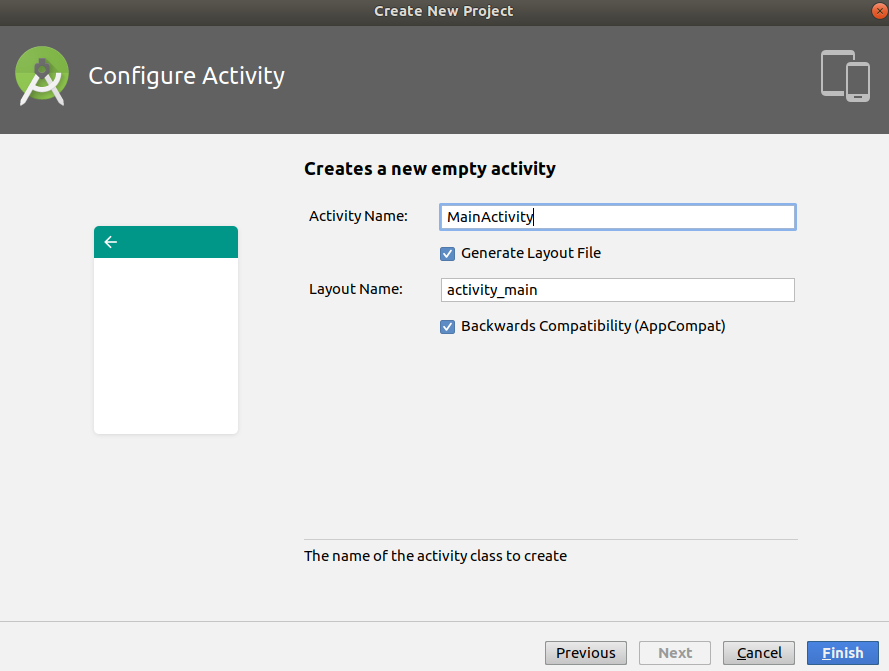 Create New Project
Configure Activity
Creates a new empty activity
Activity Name: MainActivity
Generate Layout File
Layout Name: activity_main
Backwards Compatibility (AppCompat)
The name of the activity class to create
Previous Next Cancel Finish